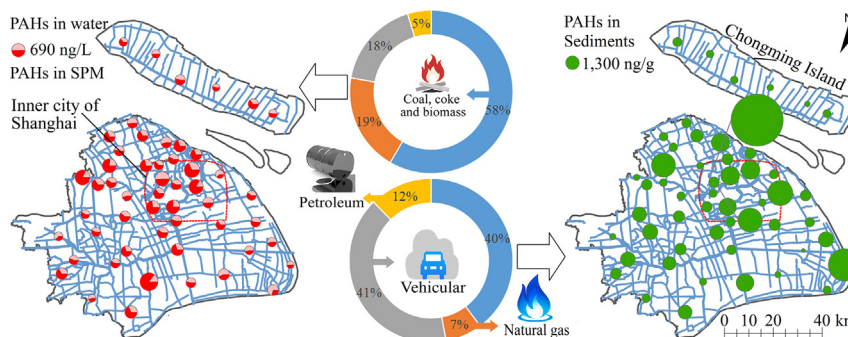 PAHs in water
690 ng/L
PAHs in SPM
Inner city of
Shanghai
5%
18%
58%
19%
Coal, coke
and biomass
Petroleum
12%
40%
41%
7%
Vehicular
Natural gas
PAHs in
Sediments
1,300 ng/g
Chongming Island
N
0 10 20 40 km